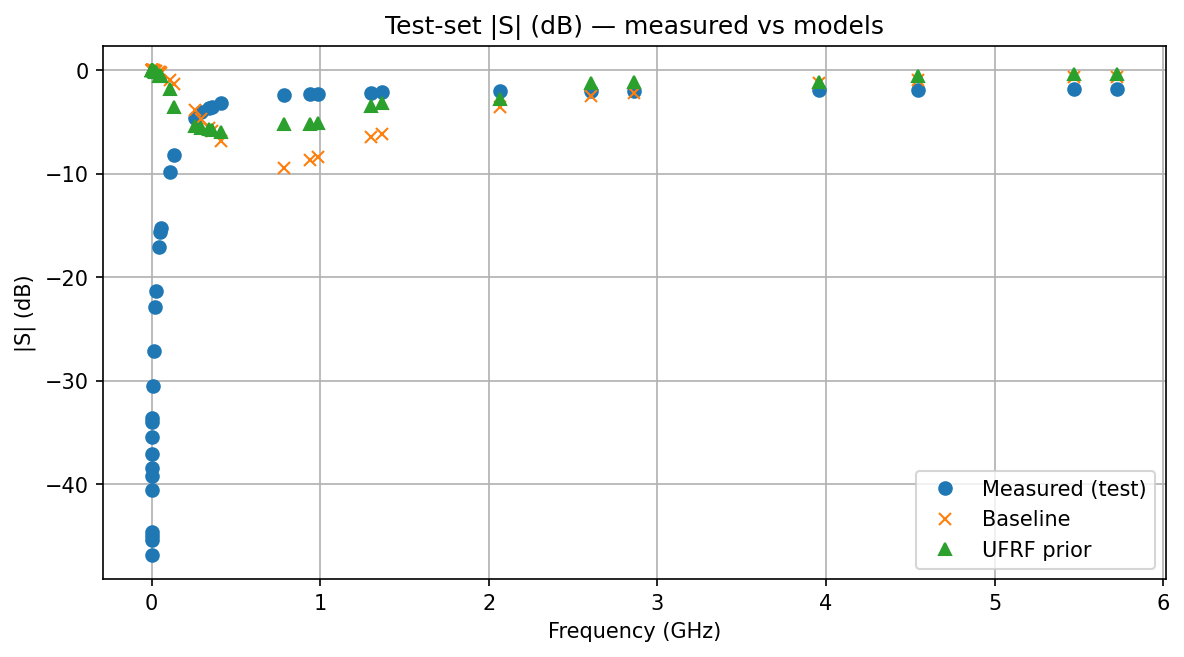 Test-set |S| (dB) — measured vs models
0
−10
−20
−30
−40
|S| (dB)
0 1 2 3 4 5 6
Frequency (GHz)
Measured (test)
Baseline
UFRF prior